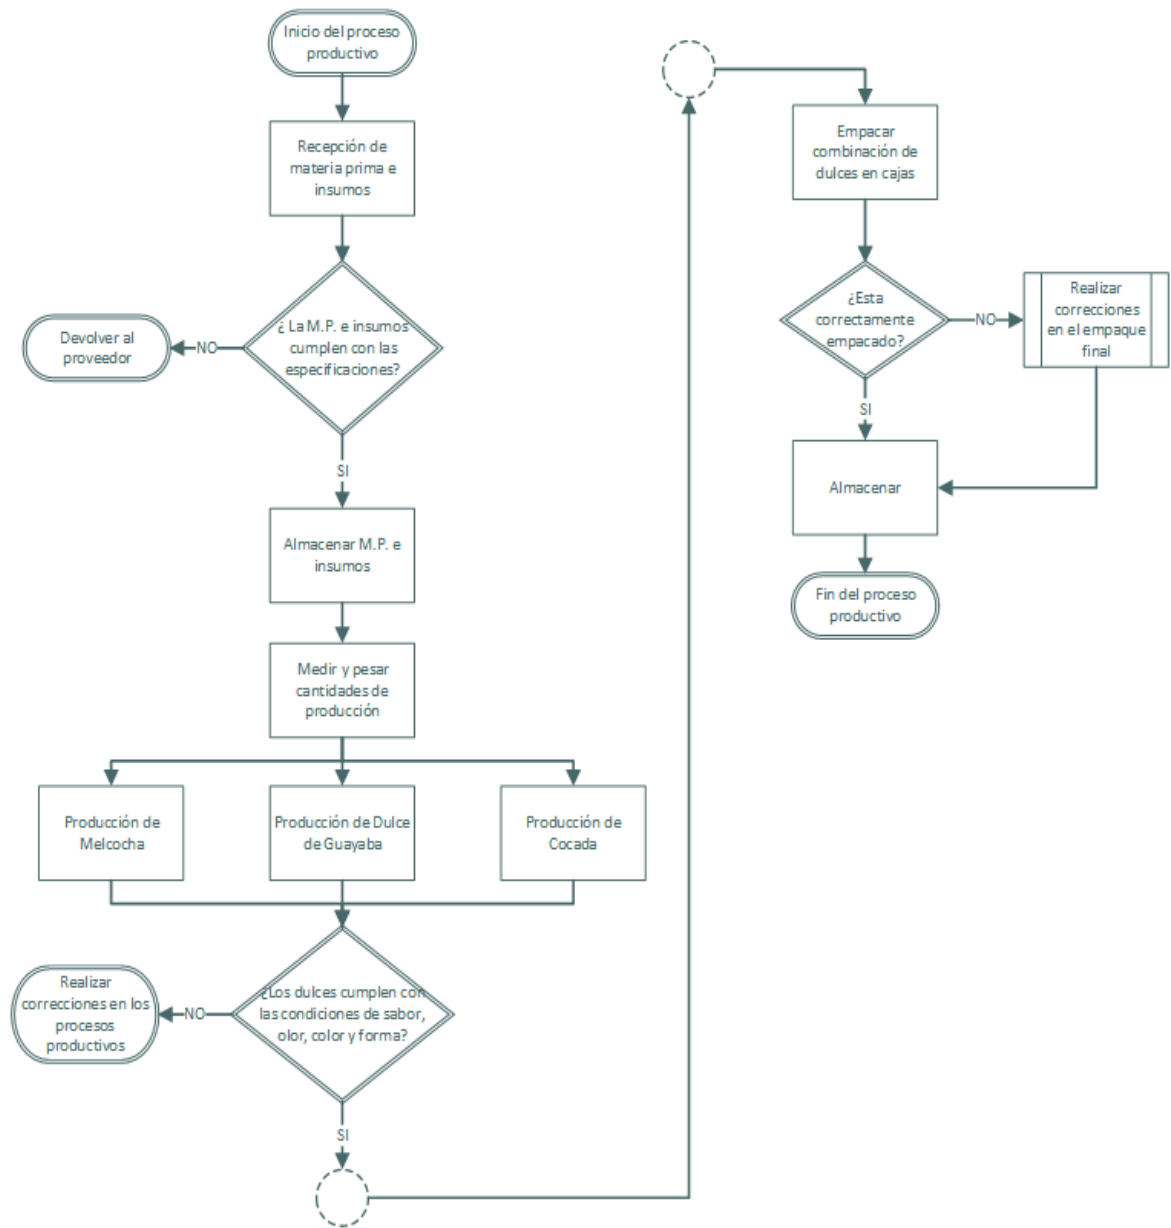 Inicio del proceso
productivo
Recepción de
materia prima e
insumos
¿ La M.P. e insumos
cumplen con las
especificaciones?
NO
Devolver al
proveedor
SI
Almacenar M.P. e
insumos
Medir y pesar
cantidades de
producción
Producción de
Melcocha
Producción de Dulce
de Guayaba
Producción de
Cocada
¿Los dulces cumplen con
las condiciones de sabor,
olor, color y forma?
NO
Realizar
correcciones en los
procesos
productivos
SI
Empacar
combinación de
dulces en cajas
¿Esta
correctamente
empacado?
NO
Realizar
correcciones
en el empaque
final
SI
Almacenar
Fin del proceso
productivo